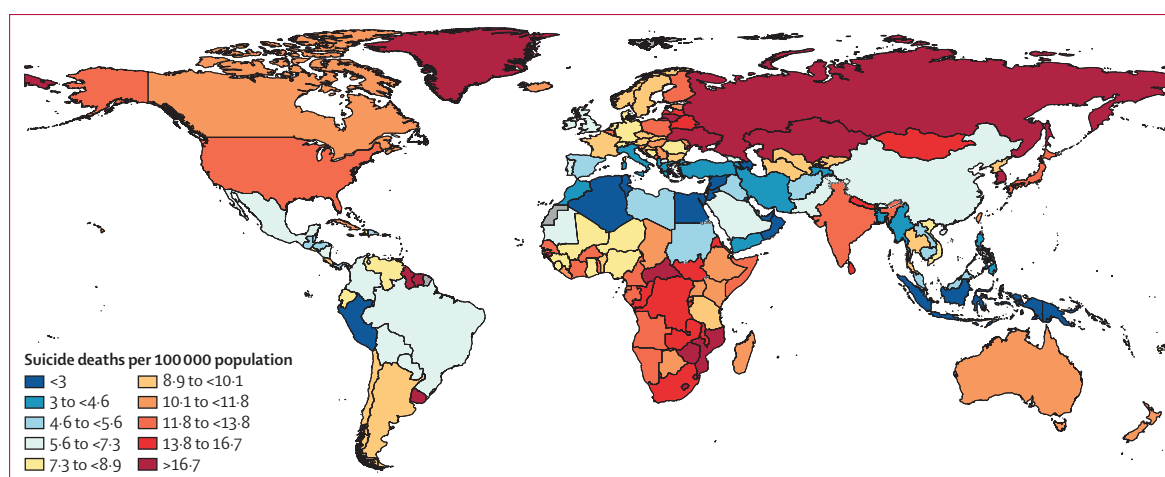 Suicide deaths per 100 000 population
<3
3 to <4·6
4·6 to <5·6
5·6 to <7·3
7·3 to <8·9
8·9 to <10·1
10·1 to <11·8
11·8 to <13·8
13·8 to 16·7
>16·7